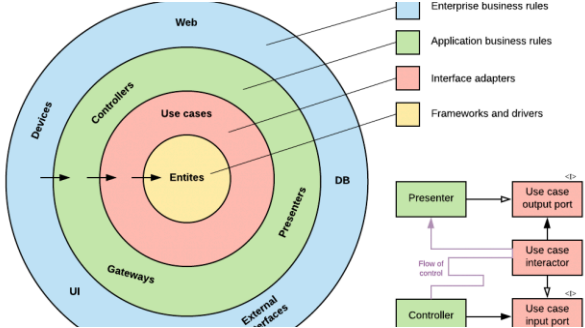 Web
Enterprise business rules
Application business rules
Interface adapters
Frameworks and drivers
Devices
Controllers
Use cases
Entites
DB
Presenters
Gateways
UI
External
Presenter
<I>
Use case
output port
Use case
interactor
Flow of
control
Controller
<I>
Use case
input port